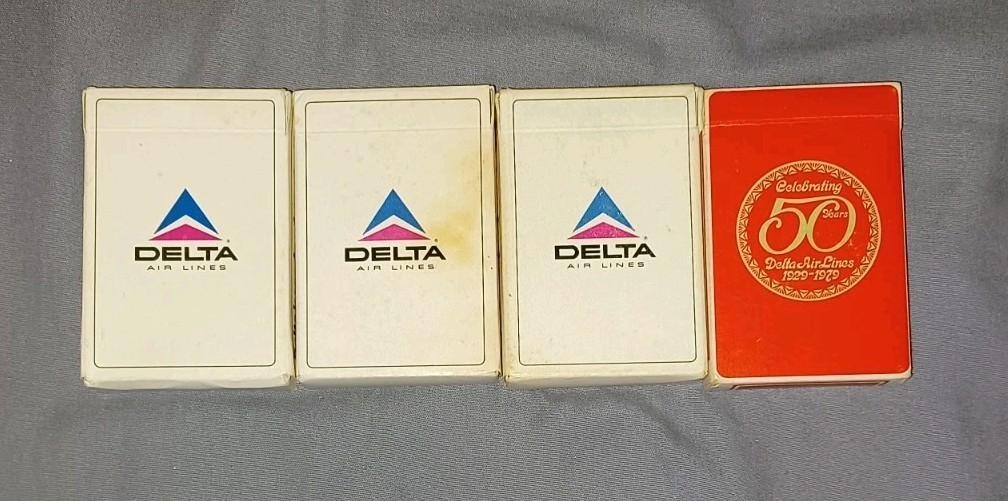 DELTA
AIR LINES
DELTA
AIR LINES
DELTA
AIR LINES
Celebrating
50 Years
Delta Air Lines
1929-1979